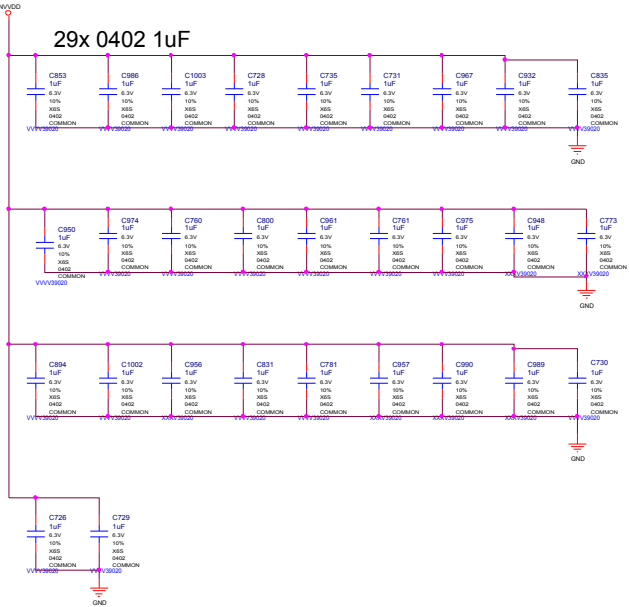 NVVDD
29x 0402 1uF
C853 C986 C1003 C728 C735 C731 C967 C932 C835
1uF 1uF 1uF 1uF 1uF 1uF 1uF 1uF 1uF
6.3V 6.3V 6.3V 6.3V 6.3V 6.3V 6.3V 6.3V 6.3V
10% 10% 10% 10% 10% 10% 10% 10% 10%
X6S X6S X6S X6S X6S X6S X6S X6S X6S
0402 0402 0402 0402 0402 0402 0402 0402 0402
COMMON COMMON COMMON COMMON COMMON COMMON COMMON COMMON COMMON
GND
C950 C974 C760 C800 C961 C761 C975 C948 C773
1uF 1uF 1uF 1uF 1uF 1uF 1uF 1uF 1uF
6.3V 6.3V 6.3V 6.3V 6.3V 6.3V 6.3V 6.3V 6.3V
10% 10% 10% 10% 10% 10% 10% 10% 10%
X6S X6S X6S X6S X6S X6S X6S X6S X6S
0402 0402 0402 0402 0402 0402 0402 0402 0402
COMMON COMMON COMMON COMMON COMMON COMMON COMMON COMMON COMMON
VVVV39020
GND
C894 C1002 C956 C831 C781 C957 C990 C989 C730
1uF 1uF 1uF 1uF 1uF 1uF 1uF 1uF 1uF
6.3V 6.3V 6.3V 6.3V 6.3V 6.3V 6.3V 6.3V 6.3V
10% 10% 10% 10% 10% 10% 10% 10% 10%
X6S X6S X6S X6S X6S X6S X6S X6S X6S
0402 0402 0402 0402 0402 0402 0402 0402 0402
COMMON COMMON COMMON COMMON COMMON COMMON COMMON COMMON COMMON
GND
C726 C729
1uF 1uF
6.3V 6.3V
10% 10%
X6S X6S
0402 0402
COMMON COMMON
GND